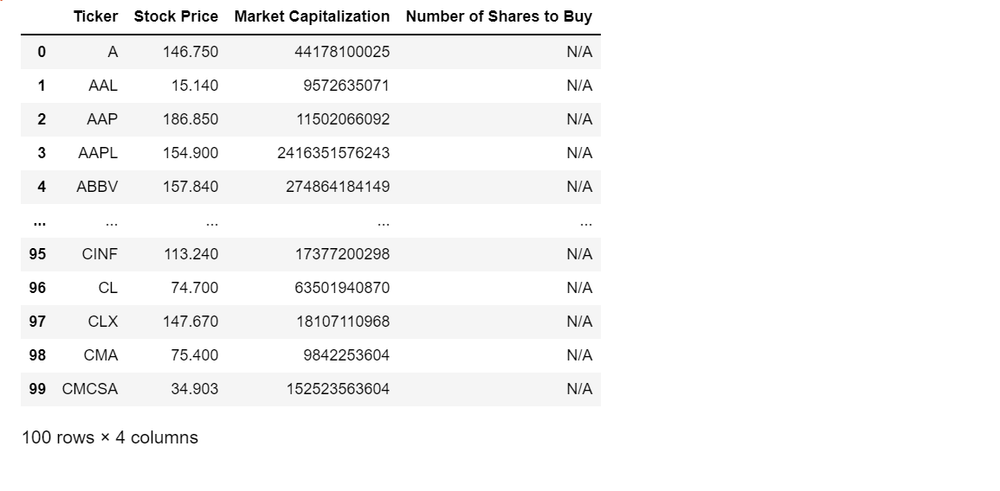 Ticker Stock Price Market Capitalization Number of Shares to Buy
0 A 146.750 44178100025 N/A
1 AAL 15.140 9572635071 N/A
2 AAP 186.850 11502066092 N/A
3 AAPL 154.900 2416351576243 N/A
4 ABBV 157.840 274864184149 N/A
... ... ... ... ...
95 CINF 113.240 17377200298 N/A
96 CL 74.700 63501940870 N/A
97 CLX 147.670 18107110968 N/A
98 CMA 75.400 9842253604 N/A
99 CMCSA 34.903 152523563604 N/A
100 rows × 4 columns